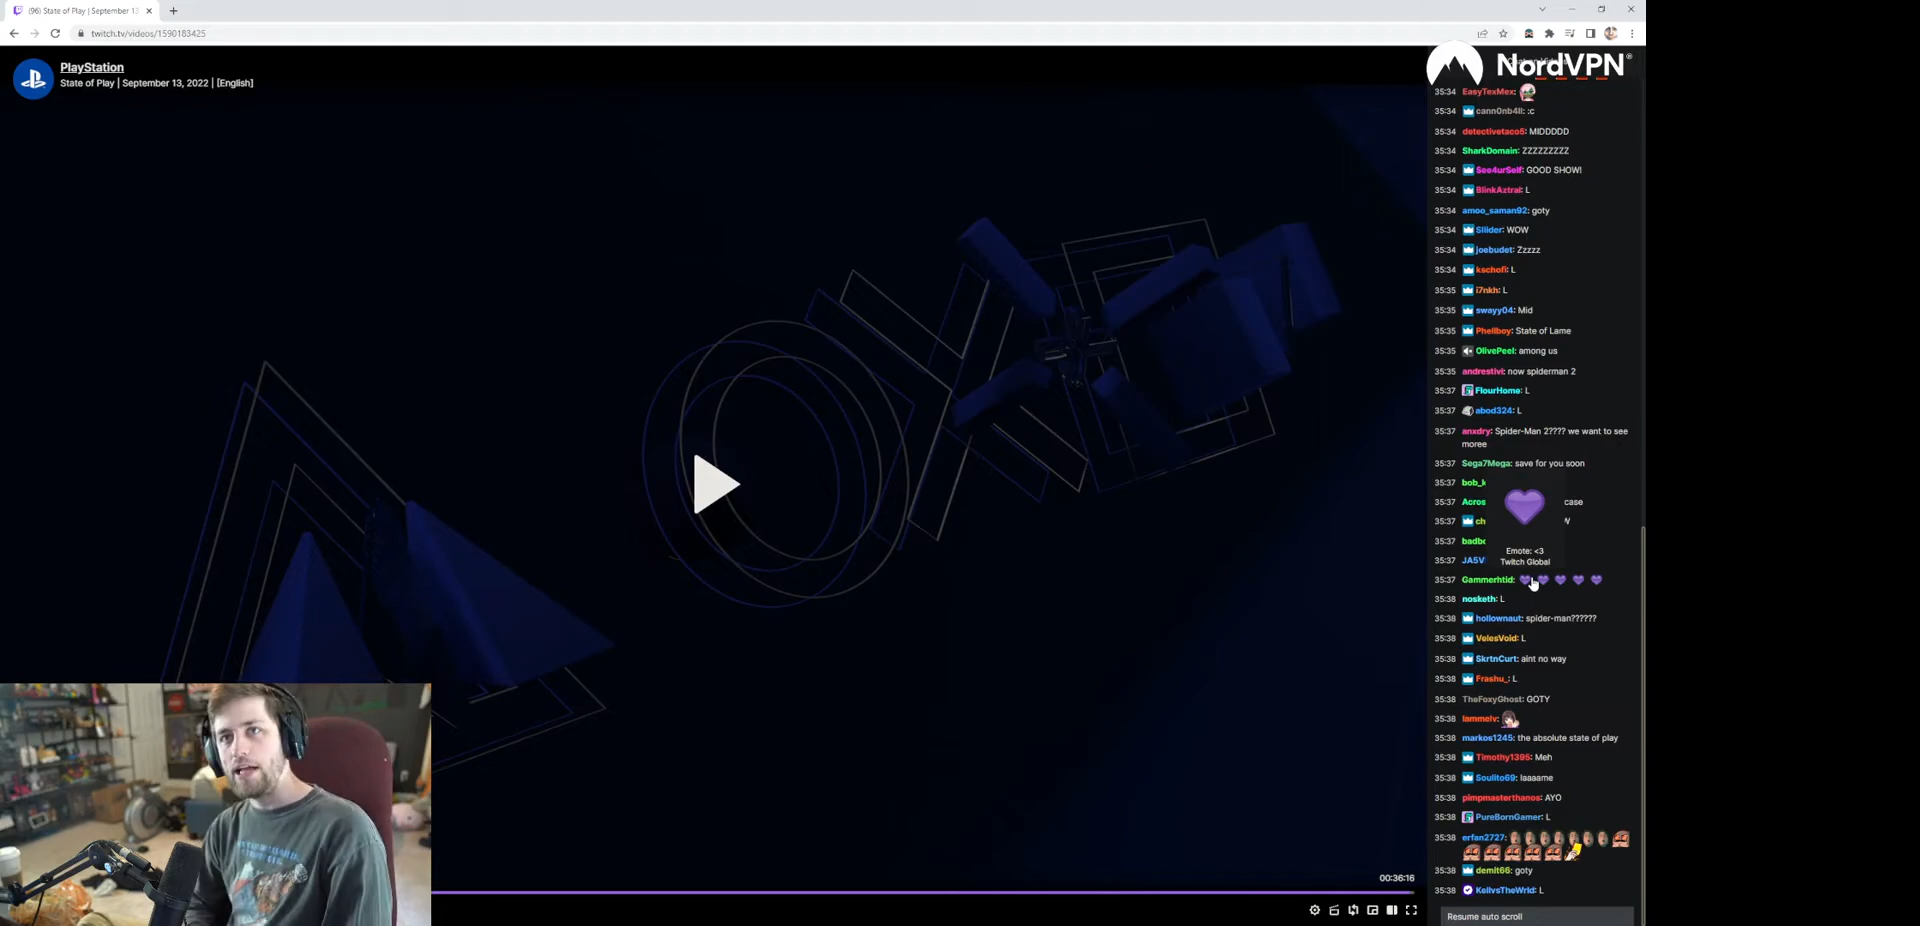 (96) State of Play | September 13
twitch.tv/videos/1590183425
PlayStation
State of Play | September 13, 2022 | [English]
NordVPN®
35:34 EasyTexMex:
35:34 cann0nb4ll: :c
35:34 detectivetaco5: MIDDDDD
35:34 SharkDomain: ZZZZZZZZZ
35:34 See4urSelf: GOOD SHOW!
35:34 BlinkAztral: L
35:34 amoo_saman92: goty
35:34 Sllider: WOW
35:34 joebudet: Zzzzz
35:34 kschofi: L
35:35 i7nkh: L
35:35 swayy04: Mid
35:35 Phellboy: State of Lame
35:35 OlivePeel: among us
35:35 andrestivi: now spiderman 2
35:37 FlourHome: L
35:37 abod324: L
35:37 anxdry: Spider-Man 2???? we want to see
moree
35:37 Sega7Mega: save for you soon
35:37 bob_k
35:37 Acros case
35:37 ch
35:37 badbo
Emote: <3
35:37 JA5V
Twitch Global
35:37 Gammerhtid:
35:38 nosketh: L
35:38 hollownaut: spider-man??????
35:38 VelesVoid: L
35:38 SkrtnCurt: aint no way
35:38 Frashu_: L
35:38 TheFoxyGhost: GOTY
35:38 lammeiv:
35:38 markos1245: the absolute state of play
35:38 Timothy1395: Meh
35:38 Soulito69: laaaame
35:38 pimpmasterthanos: AYO
35:38 PureBornGamer: L
35:38 erfan2727:
35:38 demit66: goty
35:38 KellvsTheWrld: L
00:36:16
Resume auto scroll